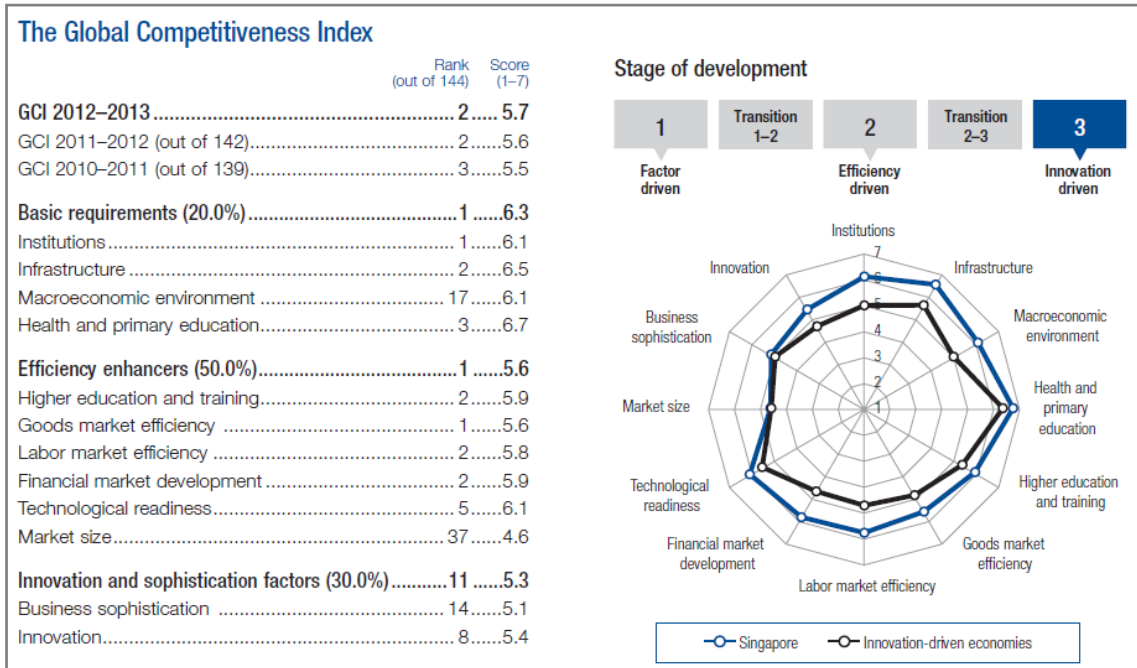 The Global Competitiveness Index
Rank Score
(out of 144) (1–7)
GCI 2012–2013 2 5.7
GCI 2011–2012 (out of 142) 2 5.6
GCI 2010–2011 (out of 139) 3 5.5
Basic requirements (20.0%) 1 6.3
Institutions 1 6.1
Infrastructure 2 6.5
Macroeconomic environment 17 6.1
Health and primary education 3 6.7
Efficiency enhancers (50.0%) 1 5.6
Higher education and training 2 5.9
Goods market efficiency 1 5.6
Labor market efficiency 2 5.8
Financial market development 2 5.9
Technological readiness 5 6.1
Market size 37 4.6
Innovation and sophistication factors (30.0%) 11 5.3
Business sophistication 14 5.1
Innovation 8 5.4
Stage of development
1
Transition
1–2
2
Transition
2–3
3
Factor
driven
Efficiency
driven
Innovation
driven
Institutions
Infrastructure
Macroeconomic
environment
Health and
primary
education
Higher education
and training
Goods market
efficiency
Labor market efficiency
Financial market
development
Technological
readiness
Market size
Business
sophistication
Innovation
7
6
5
4
3
2
1
Singapore
Innovation-driven economies